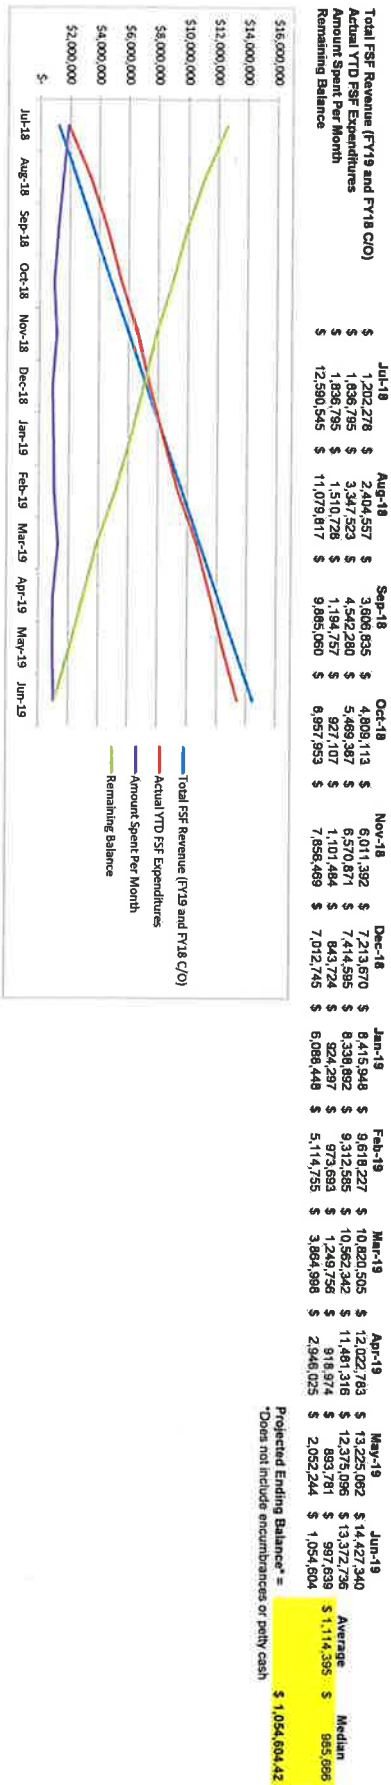 Jul-18 Aug-18 Sep-18 Oct-18 Nov-18 Dec-18 Jan-19 Feb-19 Mar-19 Apr-19 May-19 Jun-19 Average Median
Total FSF Revenue (FY19 and FY18 C/O) $ 1,202,278 $ 2,404,557 $ 3,606,835 $ 4,809,113 $ 6,011,392 $ 7,213,670 $ 8,415,948 $ 9,618,227 $ 10,820,505 $ 12,022,783 $ 13,225,062 $ 14,427,340
Actual YTD FSF Expenditures $ 1,836,795 $ 3,347,523 $ 4,542,280 $ 5,469,387 $ 6,570,871 $ 7,414,595 $ 8,338,892 $ 9,312,585 $ 10,562,342 $ 11,481,316 $ 12,375,096 $ 13,372,736
Amount Spent Per Month $ 1,836,795 $ 1,510,728 $ 1,194,757 $ 927,107 $ 1,101,484 $ 843,724 $ 924,297 $ 973,693 $ 1,249,756 $ 918,974 $ 893,781 $ 997,639 $ 1,114,395 $ 985,666
Remaining Balance $ 12,590,545 $ 11,079,817 $ 9,885,060 $ 8,957,953 $ 7,856,469 $ 7,012,745 $ 6,088,448 $ 5,114,755 $ 3,864,998 $ 2,946,025 $ 2,052,244 $ 1,054,604
Projected Ending Balance* = $ 1,054,604.42
*Does not include encumbrances or petty cash
$16,000,000
$14,000,000
$12,000,000
$10,000,000
$8,000,000
$6,000,000
$4,000,000
$2,000,000
$-
Jul-18 Aug-18 Sep-18 Oct-18 Nov-18 Dec-18 Jan-19 Feb-19 Mar-19 Apr-19 May-19 Jun-19
Total FSF Revenue (FY19 and FY18 C/O)
Actual YTD FSF Expenditures
Amount Spent Per Month
Remaining Balance